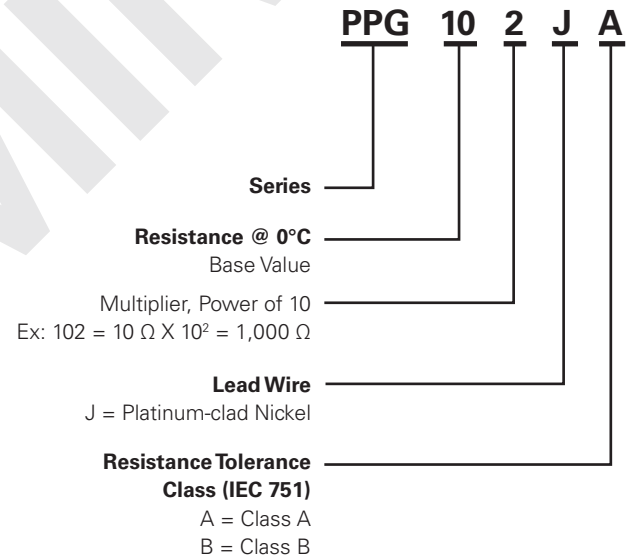 PPG 10 2 J A
Series
Resistance @ 0°C
Base Value
Multiplier, Power of 10
Ex: 102 = 10 Ω X 10² = 1,000 Ω
Lead Wire
J = Platinum-clad Nickel
Resistance Tolerance
Class (IEC 751)
A = Class A
B = Class B